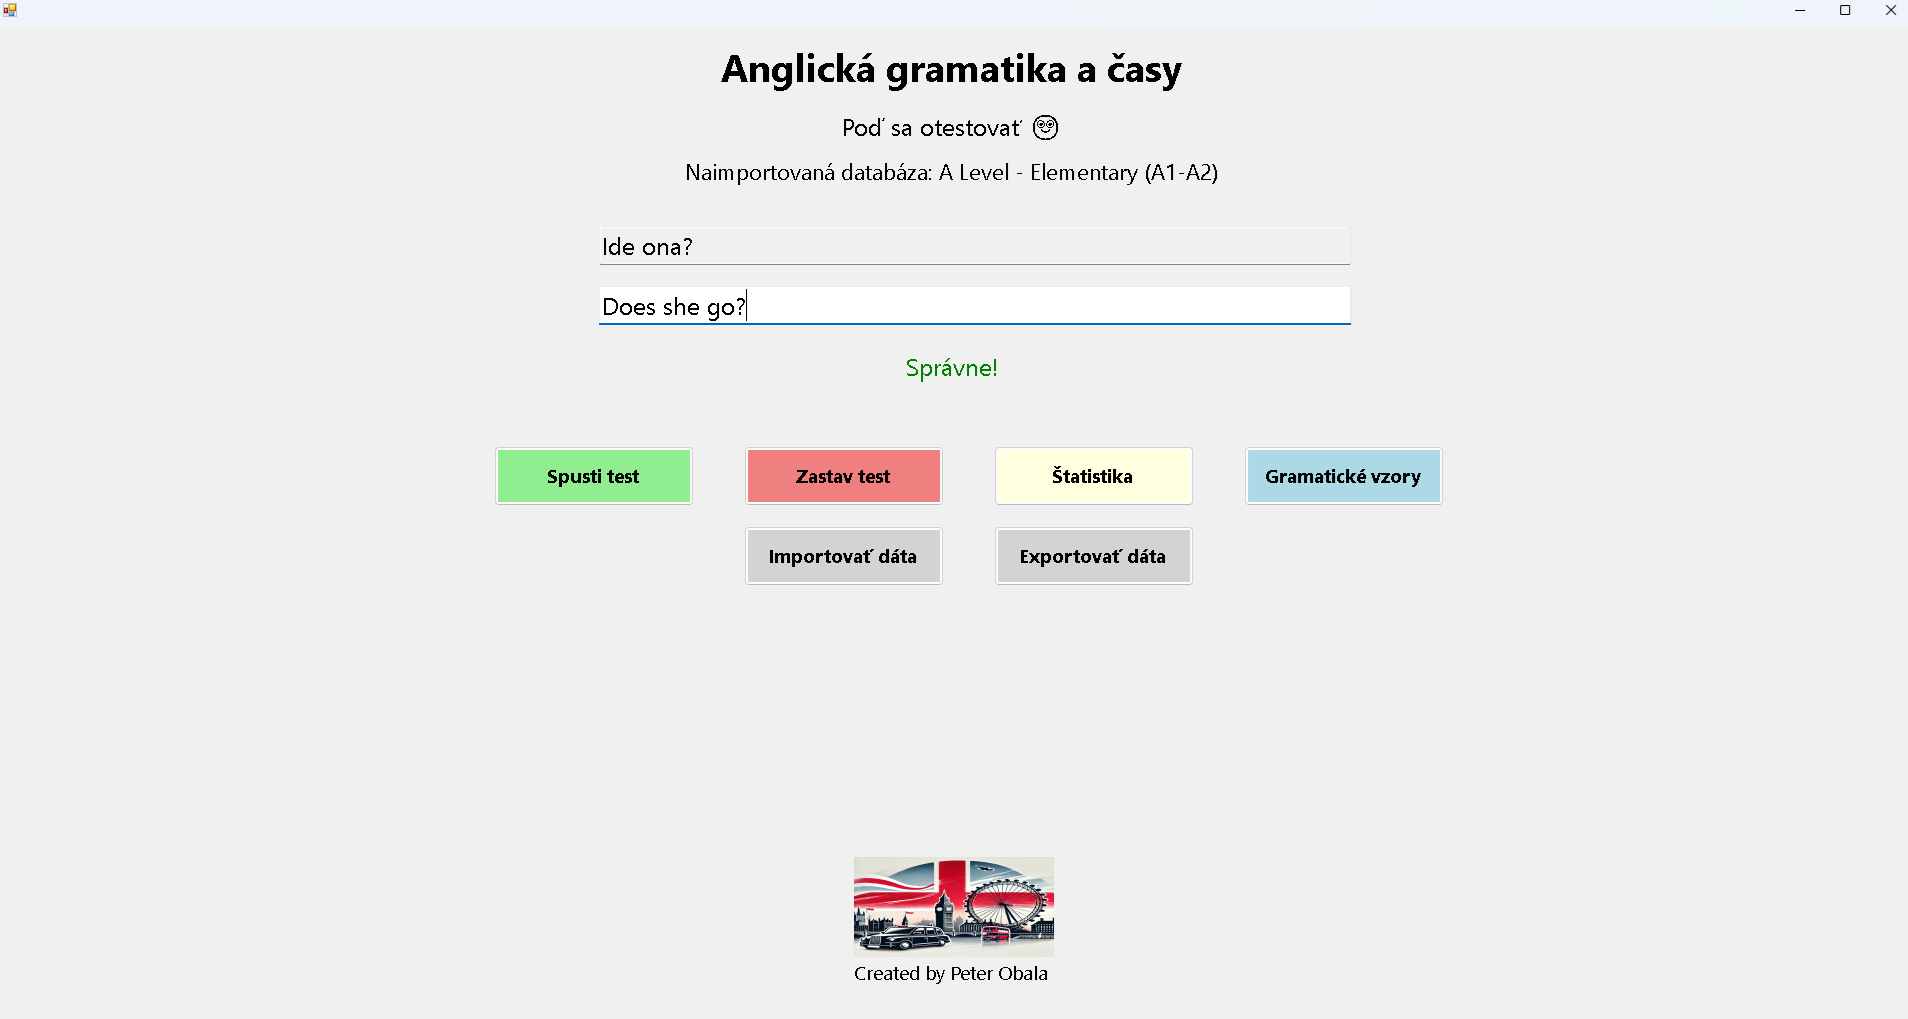 Anglická gramatika a časy
Poď sa otestovať 🤓
Naimportovaná databáza: A Level - Elementary (A1-A2)
Ide ona?
Does she go?
Správne!
Spusti test
Zastav test
Štatistika
Gramatické vzory
Importovať dáta
Exportovať dáta
Created by Peter Obala